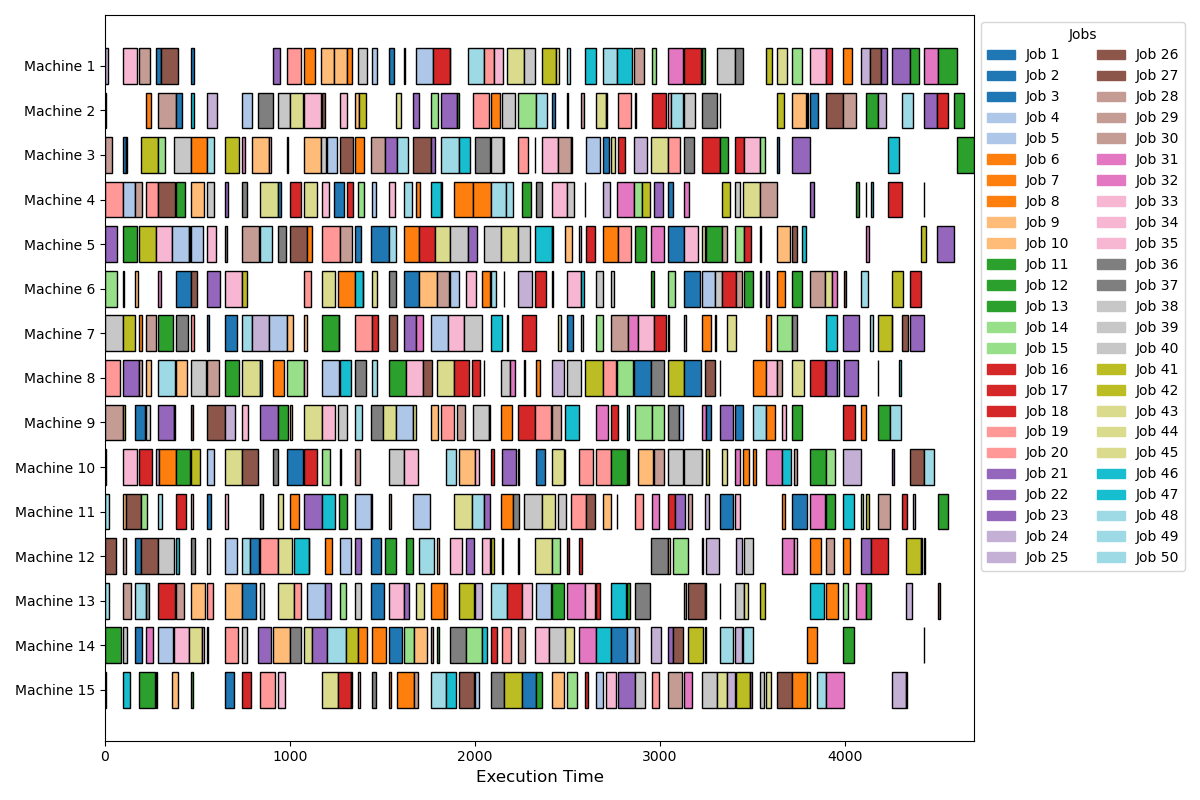 Machine 1
Machine 2
Machine 3
Machine 4
Machine 5
Machine 6
Machine 7
Machine 8
Machine 9
Machine 10
Machine 11
Machine 12
Machine 13
Machine 14
Machine 15
0 1000 2000 3000 4000
Execution Time
Jobs
Job 1 Job 26
Job 2 Job 27
Job 3 Job 28
Job 4 Job 29
Job 5 Job 30
Job 6 Job 31
Job 7 Job 32
Job 8 Job 33
Job 9 Job 34
Job 10 Job 35
Job 11 Job 36
Job 12 Job 37
Job 13 Job 38
Job 14 Job 39
Job 15 Job 40
Job 16 Job 41
Job 17 Job 42
Job 18 Job 43
Job 19 Job 44
Job 20 Job 45
Job 21 Job 46
Job 22 Job 47
Job 23 Job 48
Job 24 Job 49
Job 25 Job 50